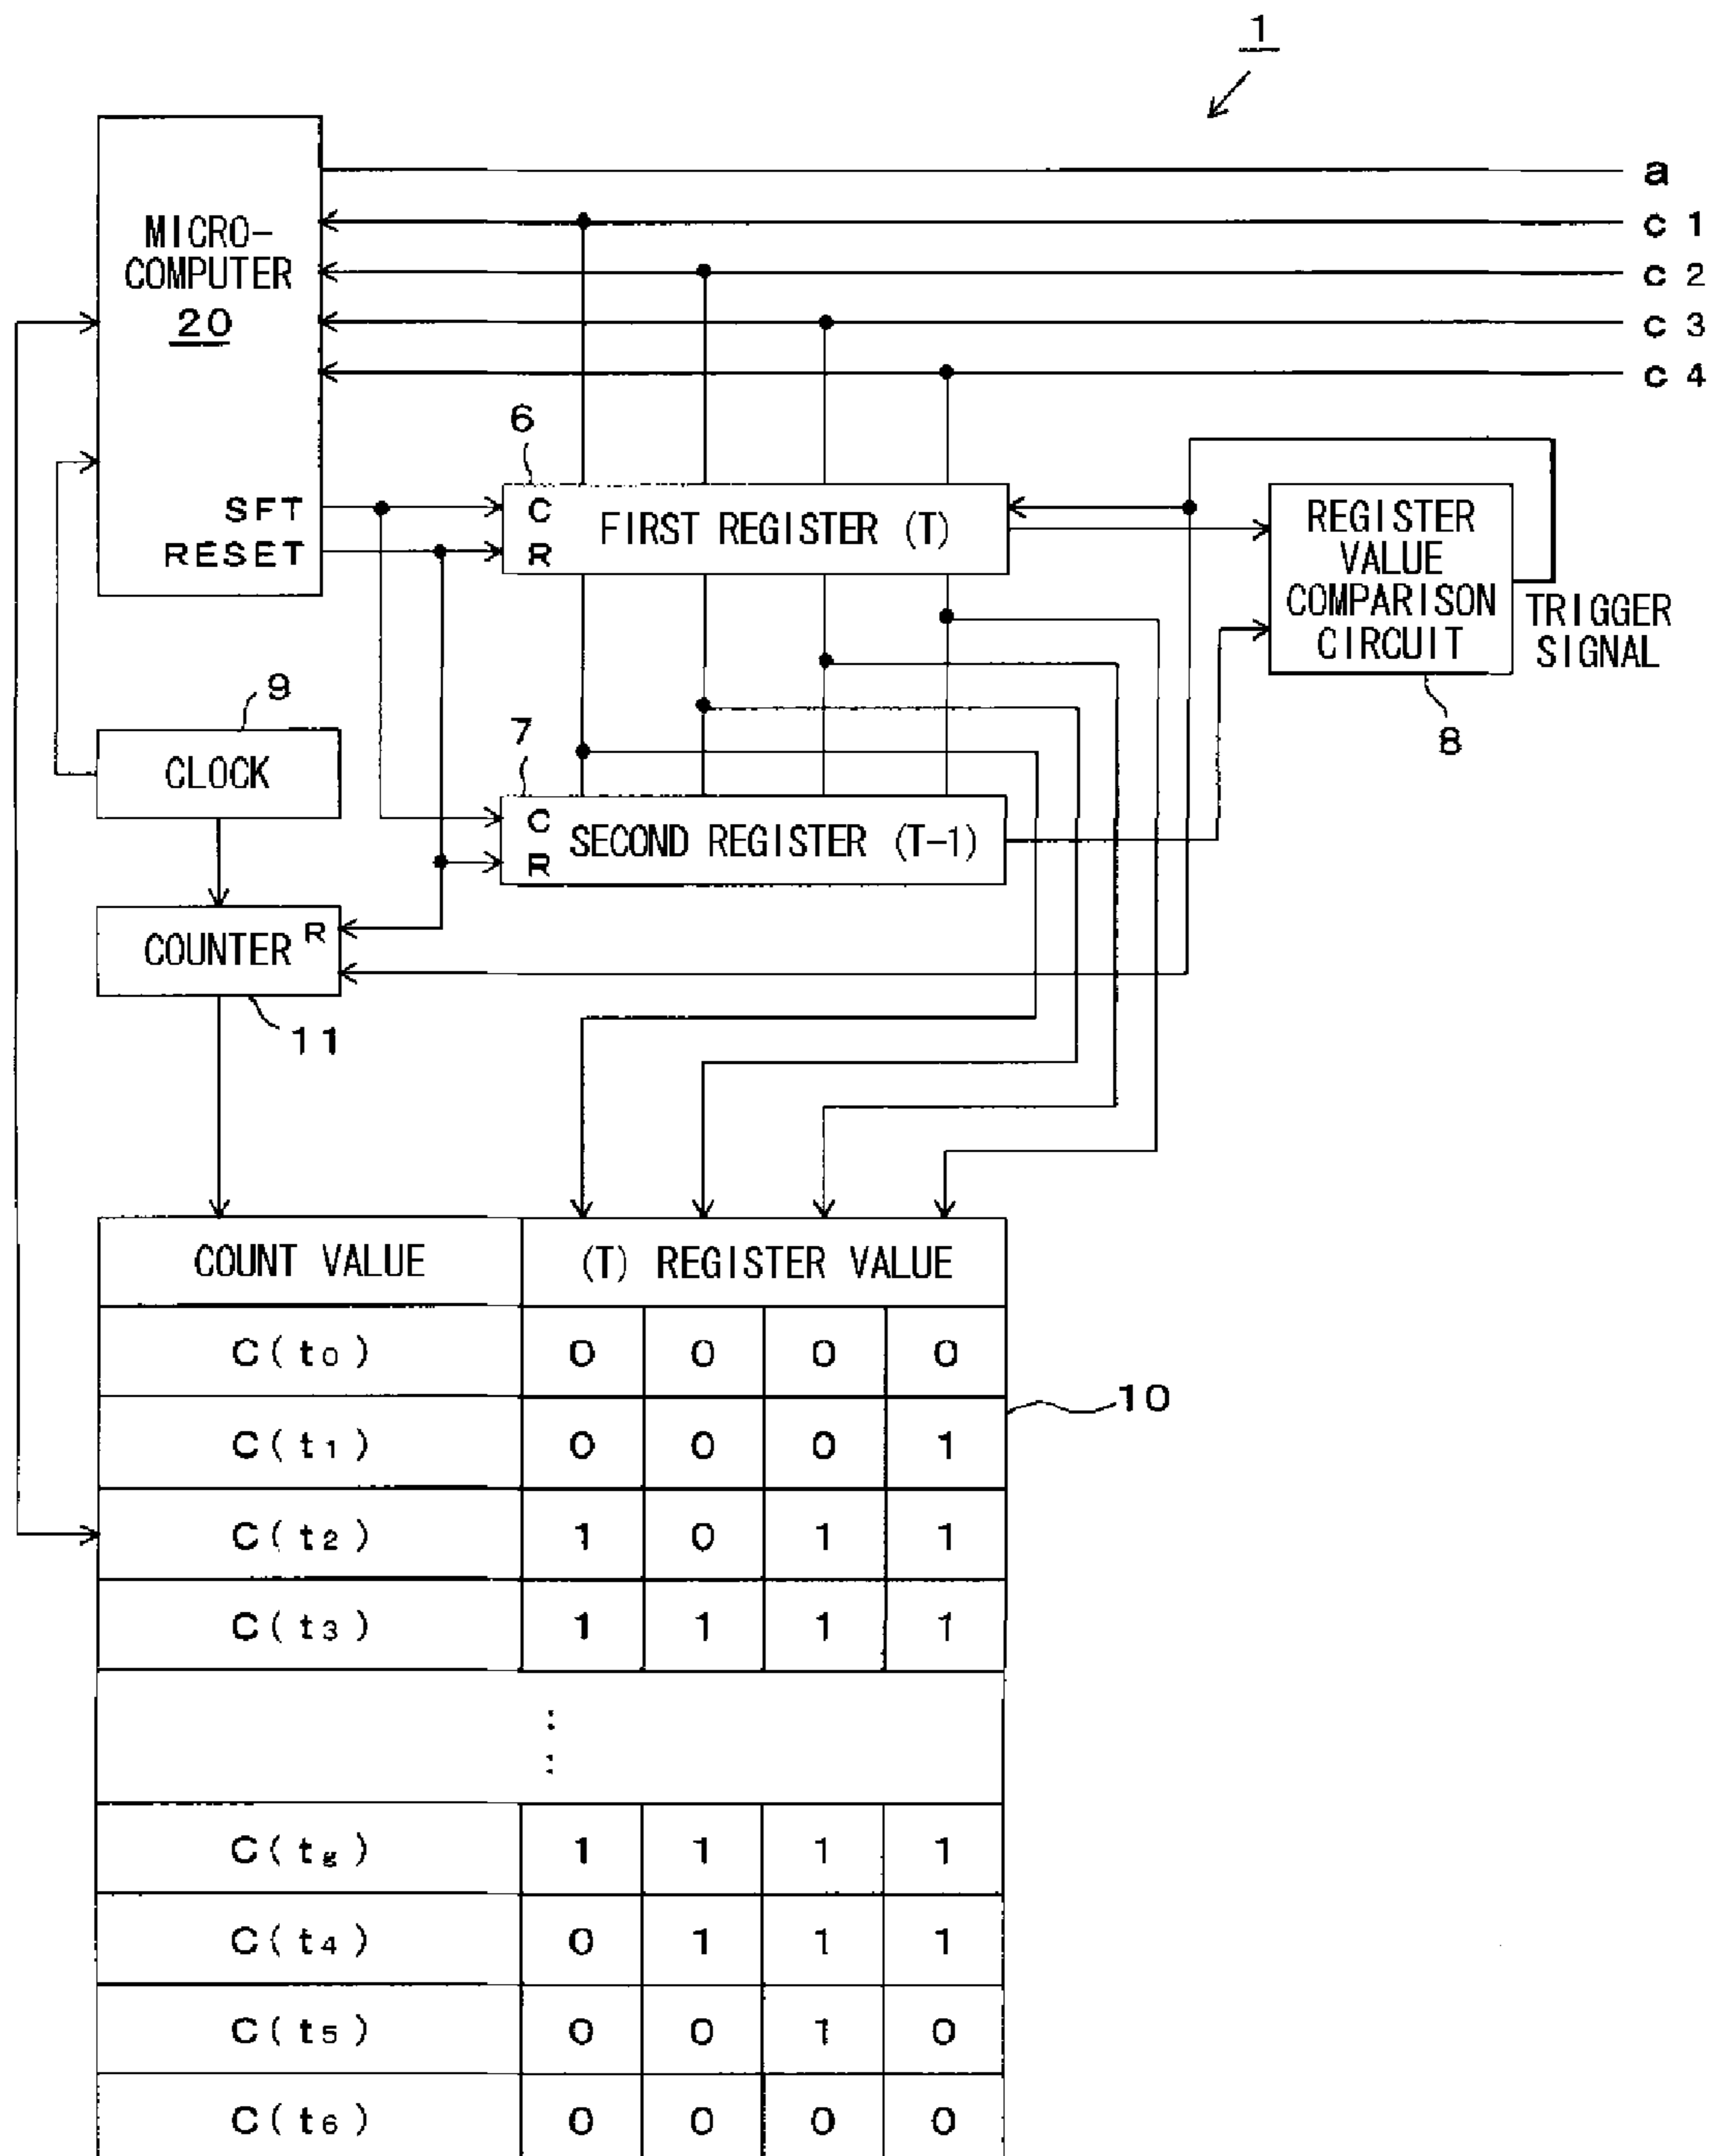 1
a
c 1
c 2
c 3
c 4
MICRO-
COMPUTER
20
SFT
RESET
6
C
R
FIRST REGISTER (T)
REGISTER
VALUE
COMPARISON
CIRCUIT
TRIGGER
SIGNAL
8
9
CLOCK
7
C
R
SECOND REGISTER (T-1)
COUNTER
R
11
COUNT VALUE (T) REGISTER VALUE
C(t0) 0 0 0 0
10
C(t1) 0 0 0 1
C(t2) 1 0 1 1
C(t3) 1 1 1 1
:
:
C(tg) 1 1 1 1
C(t4) 0 1 1 1
C(t5) 0 0 1 0
C(t6) 0 0 0 0